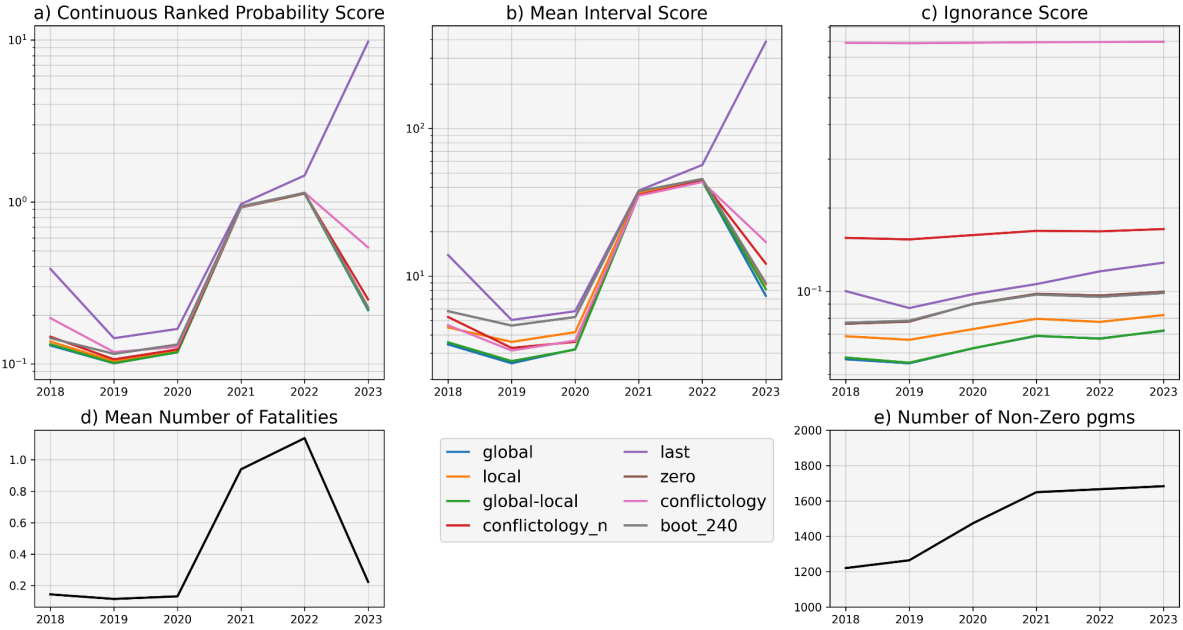 a) Continuous Ranked Probability Score
10¹
10⁰
10⁻¹
2018 2019 2020 2021 2022 2023
b) Mean Interval Score
10²
10¹
2018 2019 2020 2021 2022 2023
c) Ignorance Score
10⁻¹
2018 2019 2020 2021 2022 2023
d) Mean Number of Fatalities
1.0
0.8
0.6
0.4
0.2
2018 2019 2020 2021 2022 2023
global
local
global-local
conflictology_n
last
zero
conflictology
boot_240
e) Number of Non-Zero pgms
2000
1800
1600
1400
1200
1000
2018 2019 2020 2021 2022 2023